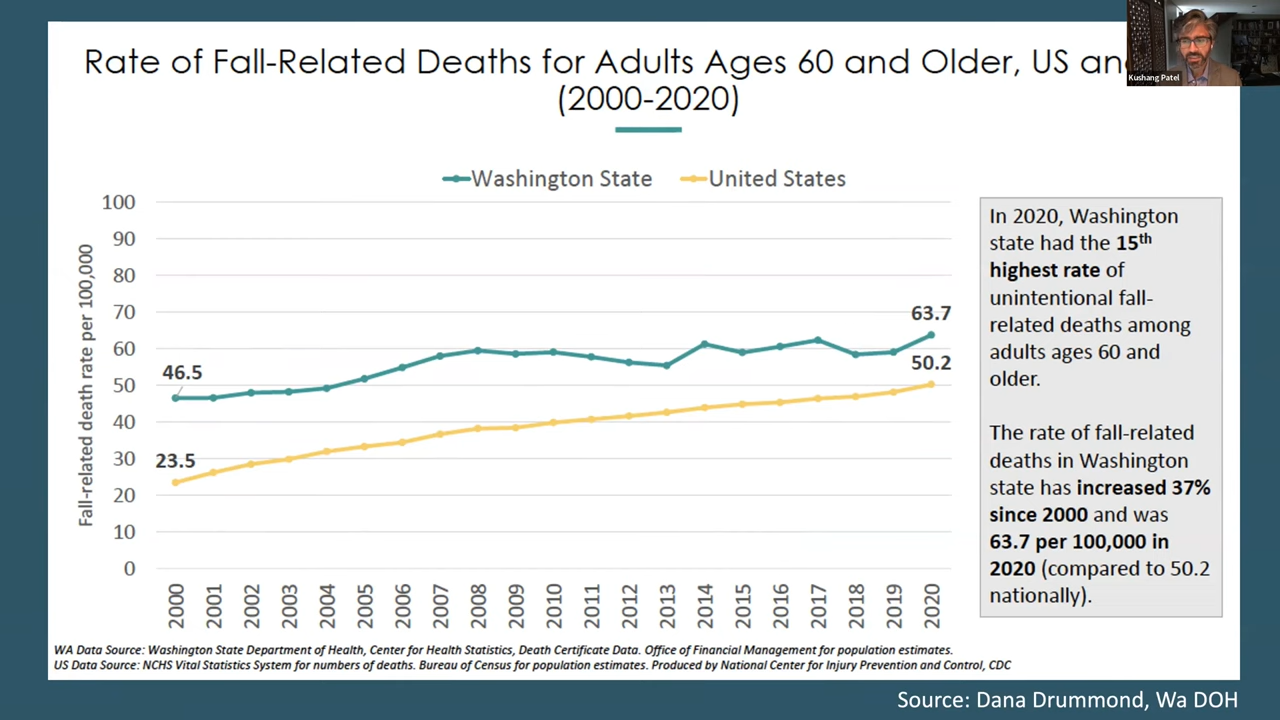 Rate of Fall-Related Deaths for Adults Ages 60 and Older, US an
(2000-2020)
Kushang Patel
Washington State
United States
Fall-related death rate per 100,000
100
90
80
70
60
50
40
30
20
10
0
46.5
23.5
63.7
50.2
2000
2001
2002
2003
2004
2005
2006
2007
2008
2009
2010
2011
2012
2013
2014
2015
2016
2017
2018
2019
2020
In 2020, Washington
state had the 15th
highest rate of
unintentional fall-
related deaths among
adults ages 60 and
older.
The rate of fall-related
deaths in Washington
state has increased 37%
since 2000 and was
63.7 per 100,000 in
2020 (compared to 50.2
nationally).
WA Data Source: Washington State Department of Health, Center for Health Statistics, Death Certificate Data. Office of Financial Management for population estimates.
US Data Source: NCHS Vital Statistics System for numbers of deaths. Bureau of Census for population estimates. Produced by National Center for Injury Prevention and Control, CDC
Source: Dana Drummond, Wa DOH